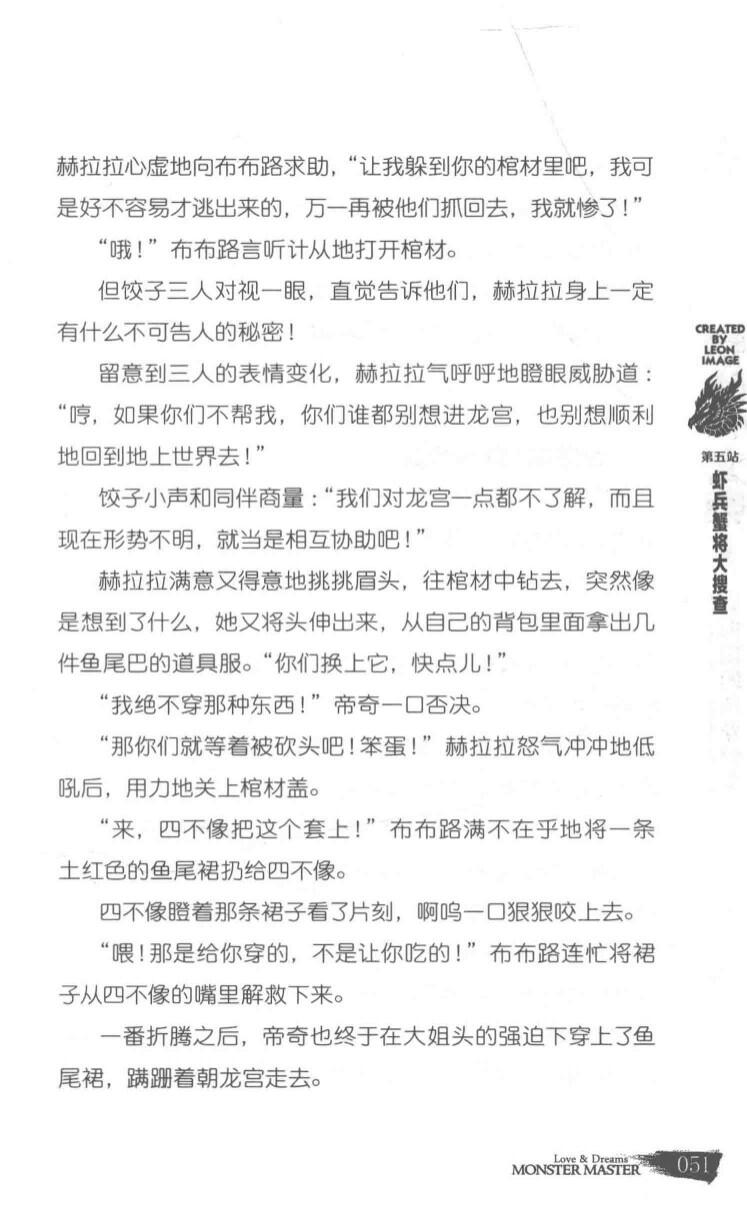 赫拉拉心虚地向布布路求助，“让我躲到你的棺材里吧，我可
是好不容易才逃出来的，万一再被他们抓回去，我就惨了！”
“哦！”布布路言听计从地打开棺材。
但饺子三人对视一眼，直觉告诉他们，赫拉拉身上一定
有什么不可告人的秘密！
留意到三人的表情变化，赫拉拉气呼呼地瞪眼威胁道：
“哼，如果你们不帮我，你们谁都别想进龙宫，也别想顺利
地回到地上世界去！”
饺子小声和同伴商量：“我们对龙宫一点都不了解，而且
现在形势不明，就当是相互协助吧！”
赫拉拉满意又得意地挑挑眉头，往棺材中钻去，突然像
是想到了什么，她又将头伸出来，从自己的背包里面拿出几
件鱼尾巴的道具服。“你们换上它，快点儿！”
“我绝不穿那种东西！”帝奇一口否决。
“那你们就等着被砍头吧！笨蛋！”赫拉拉怒气冲冲地低
吼后，用力地关上棺材盖。
“来，四不像把这个套上！”布布路满不在乎地将一条
土红色的鱼尾裙扔给四不像。
四不像瞪着那条裙子看了片刻，啊呜一口狠狠咬上去。
“喂！那是给你穿的，不是让你吃的！”布布路连忙将裙
子从四不像的嘴里解救下来。
一番折腾之后，帝奇也终于在大姐头的强迫下穿上了鱼
尾裙，蹒跚着朝龙宫走去。
CREATED
BY
LEON
IMAGE
第五站
虾兵蟹将大搜查
Love & Dreams
MONSTER MASTER
051